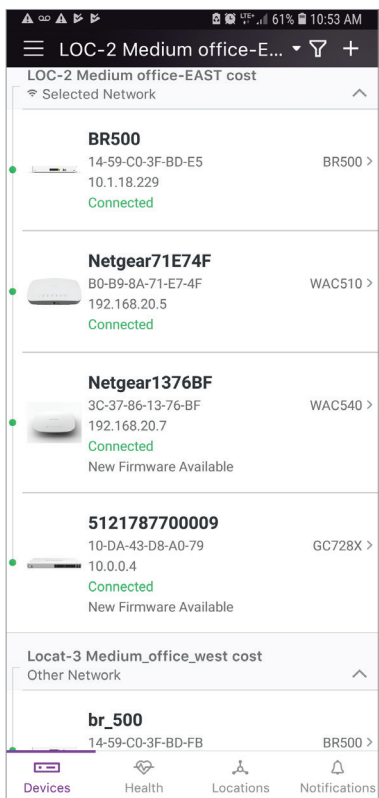 LTE+ 61% 10:53 AM
LOC-2 Medium office-E...
LOC-2 Medium office-EAST cost
Selected Network
BR500
14-59-C0-3F-BD-E5 BR500 >
10.1.18.229
Connected
Netgear71E74F
B0-B9-8A-71-E7-4F WAC510 >
192.168.20.5
Connected
Netgear1376BF
3C-37-86-13-76-BF WAC540 >
192.168.20.7
Connected
New Firmware Available
5121787700009
10-DA-43-D8-A0-79 GC728X >
10.0.0.4
Connected
New Firmware Available
Locat-3 Medium_office_west cost
Other Network
br_500
14-59-C0-3F-BD-FB BR500 >
Devices Health Locations Notifications